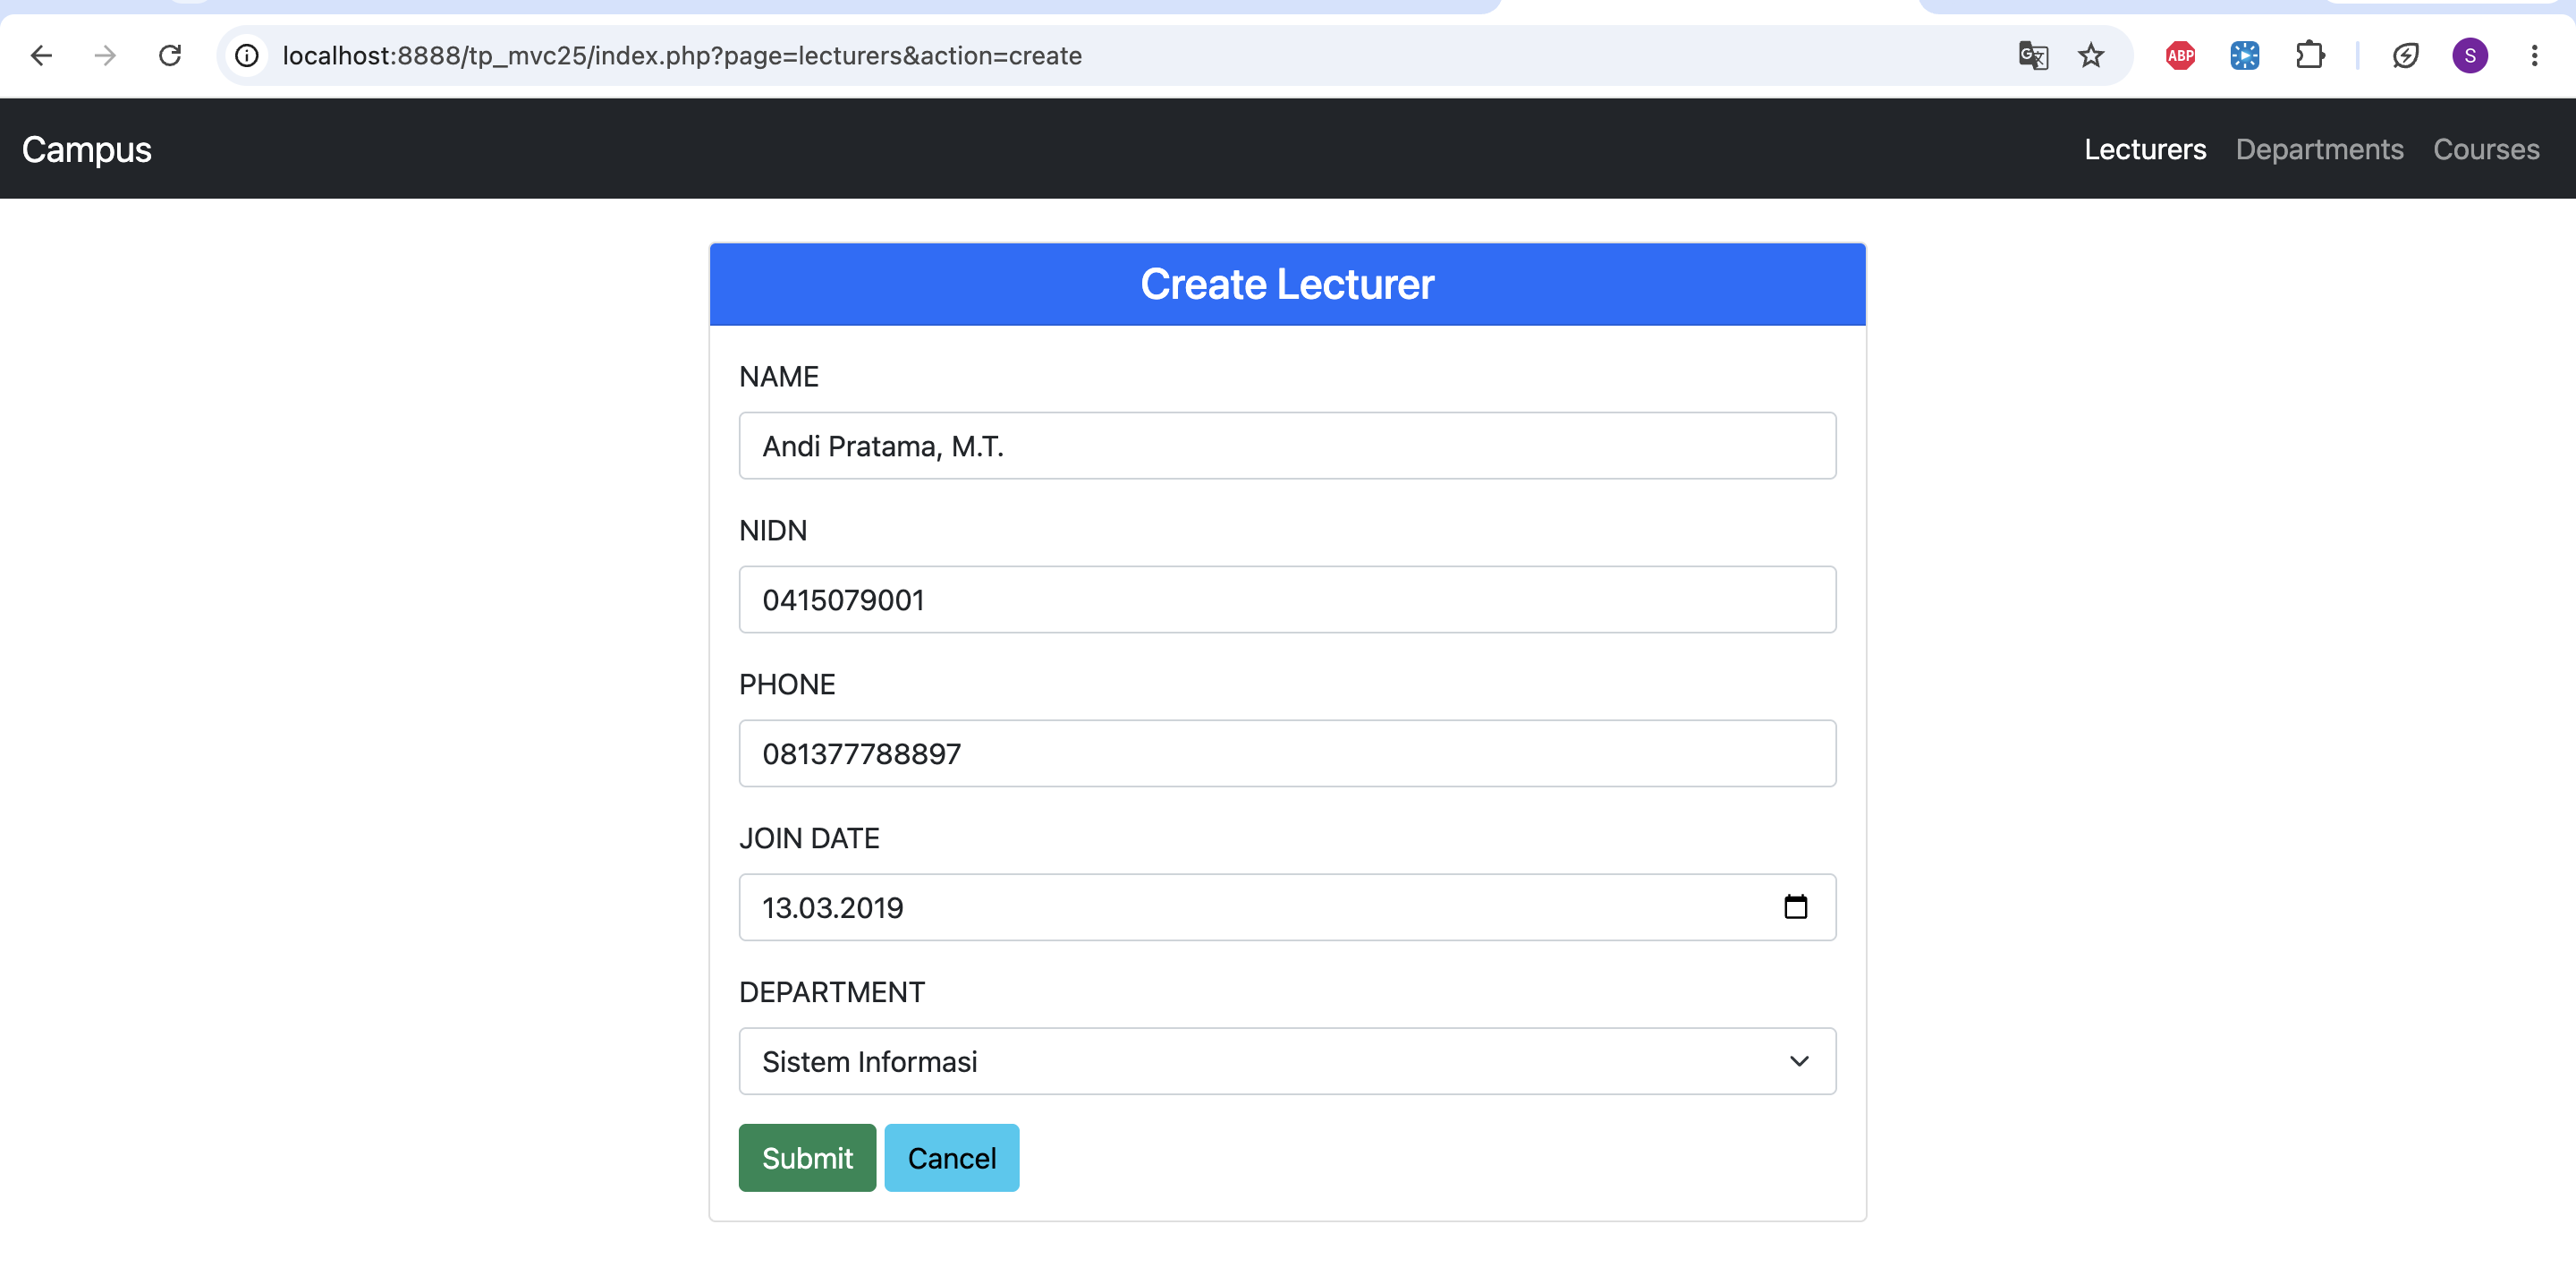 localhost:8888/tp_mvc25/index.php?page=lecturers&action=create
ABP
S
Campus
Lecturers Departments Courses
Create Lecturer
NAME
Andi Pratama, M.T.
NIDN
0415079001
PHONE
081377788897
JOIN DATE
13.03.2019
DEPARTMENT
Sistem Informasi
Submit Cancel